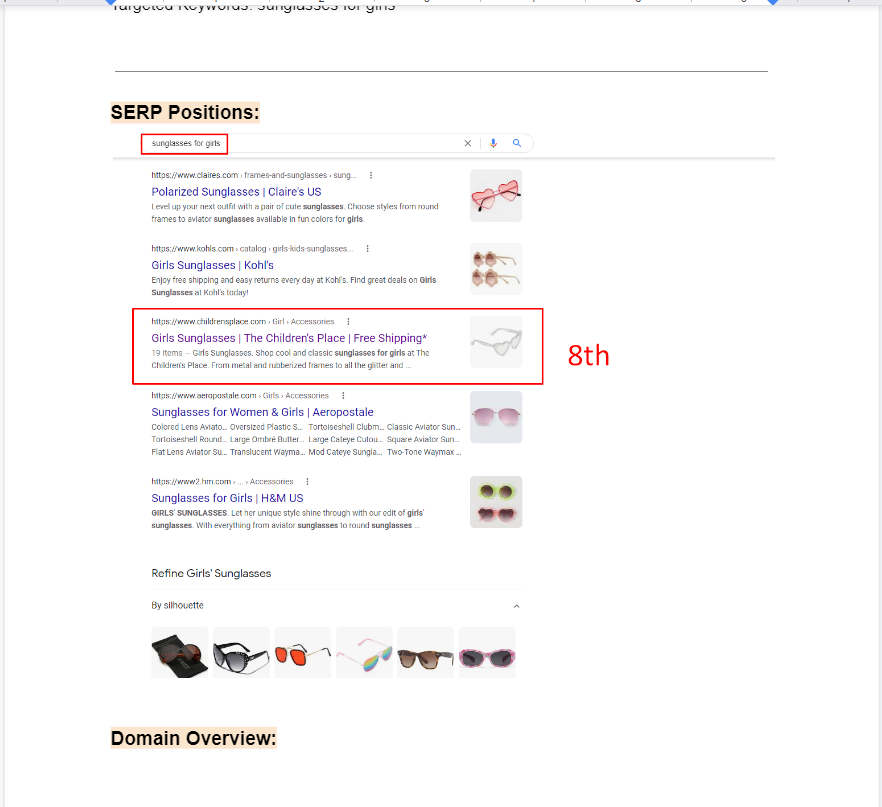 Targeted Keywords: sunglasses for girls
SERP Positions:
sunglasses for girls
https://www.claires.com › frames-and-sunglasses › sung...
Polarized Sunglasses | Claire's US
Level up your next outfit with a pair of cute sunglasses. Choose styles from round
frames to aviator sunglasses available in fun colors for girls.
https://www.kohls.com › catalog › girls-kids-sunglasses...
Girls Sunglasses | Kohl's
Enjoy free shipping and easy returns every day at Kohl's. Find great deals on Girls
Sunglasses at Kohl's today!
https://www.childrensplace.com › Girl › Accessories
Girls Sunglasses | The Children's Place | Free Shipping*
19 items — Girls Sunglasses. Shop cool and classic sunglasses for girls at The
Children's Place. From metal and rubberized frames to all the glitter and ...
8th
https://www.aeropostale.com › Girls › Accessories
Sunglasses for Women & Girls | Aeropostale
Colored Lens Aviato... Oversized Plastic S... Tortoiseshell Clubm... Classic Aviator Sun...
Tortoiseshell Round... Large Ombré Butter... Large Cateye Cutou... Square Aviator Sun...
Flat Lens Aviator Su... Translucent Wayma... Mod Cateye Sungla... Two-Tone Waymax ...
https://www2.hm.com › ... › Accessories
Sunglasses for Girls | H&M US
GIRLS' SUNGLASSES. Let her unique style shine through with our edit of girls'
sunglasses. With everything from aviator sunglasses to round sunglasses ...
Refine Girls' Sunglasses
By silhouette
Domain Overview: